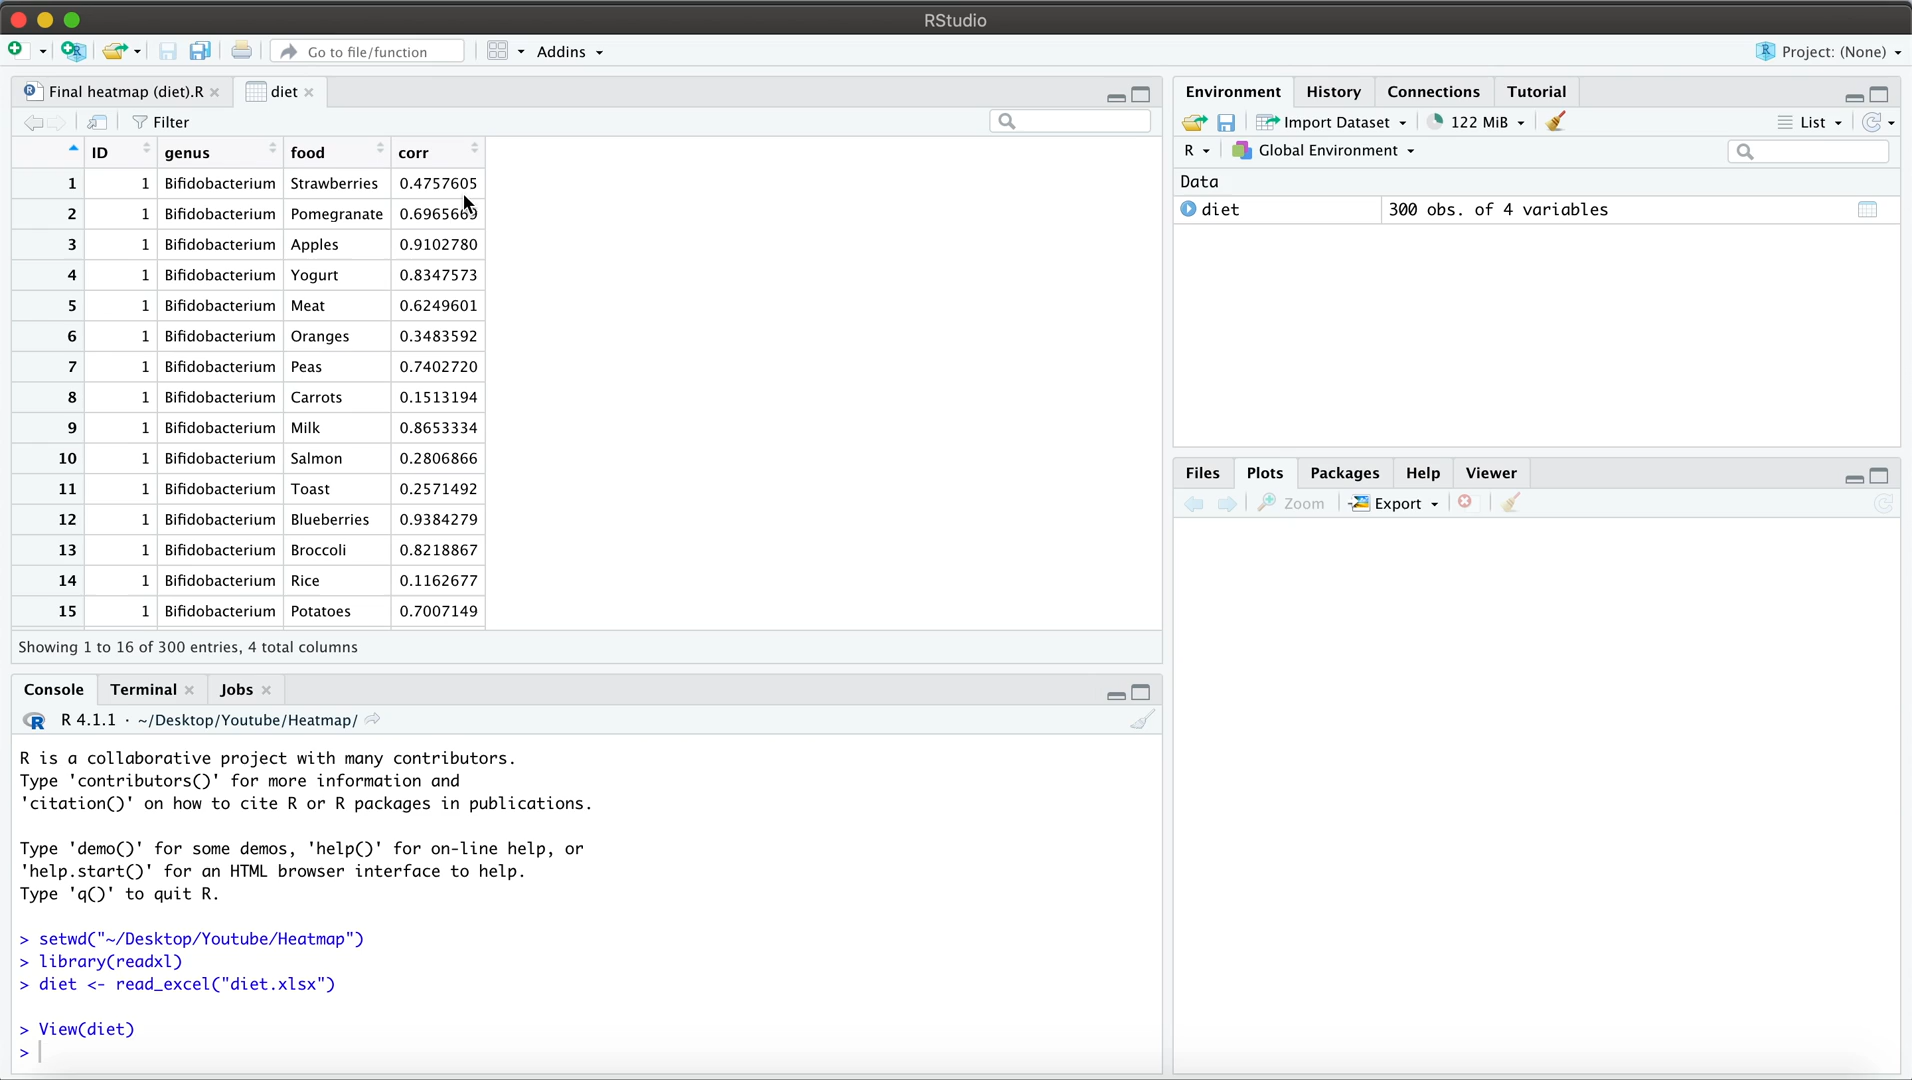 RStudio
Go to file/function
Addins
Project: (None)
Final heatmap (diet).R
diet
Filter
ID genus food corr
1 1 Bifidobacterium Strawberries 0.4757605
2 1 Bifidobacterium Pomegranate 0.6965669
3 1 Bifidobacterium Apples 0.9102780
4 1 Bifidobacterium Yogurt 0.8347573
5 1 Bifidobacterium Meat 0.6249601
6 1 Bifidobacterium Oranges 0.3483592
7 1 Bifidobacterium Peas 0.7402720
8 1 Bifidobacterium Carrots 0.1513194
9 1 Bifidobacterium Milk 0.8653334
10 1 Bifidobacterium Salmon 0.2806866
11 1 Bifidobacterium Toast 0.2571492
12 1 Bifidobacterium Blueberries 0.9384279
13 1 Bifidobacterium Broccoli 0.8218867
14 1 Bifidobacterium Rice 0.1162677
15 1 Bifidobacterium Potatoes 0.7007149
Showing 1 to 16 of 300 entries, 4 total columns
Console Terminal Jobs
R 4.1.1 · ~/Desktop/Youtube/Heatmap/
R is a collaborative project with many contributors.
Type 'contributors()' for more information and
'citation()' on how to cite R or R packages in publications.
Type 'demo()' for some demos, 'help()' for on-line help, or
'help.start()' for an HTML browser interface to help.
Type 'q()' to quit R.
> setwd("~/Desktop/Youtube/Heatmap")
> library(readxl)
> diet <- read_excel("diet.xlsx")
> View(diet)
>
Environment History Connections Tutorial
Import Dataset 122 MiB List
R Global Environment
Data
diet 300 obs. of 4 variables
Files Plots Packages Help Viewer
Zoom Export